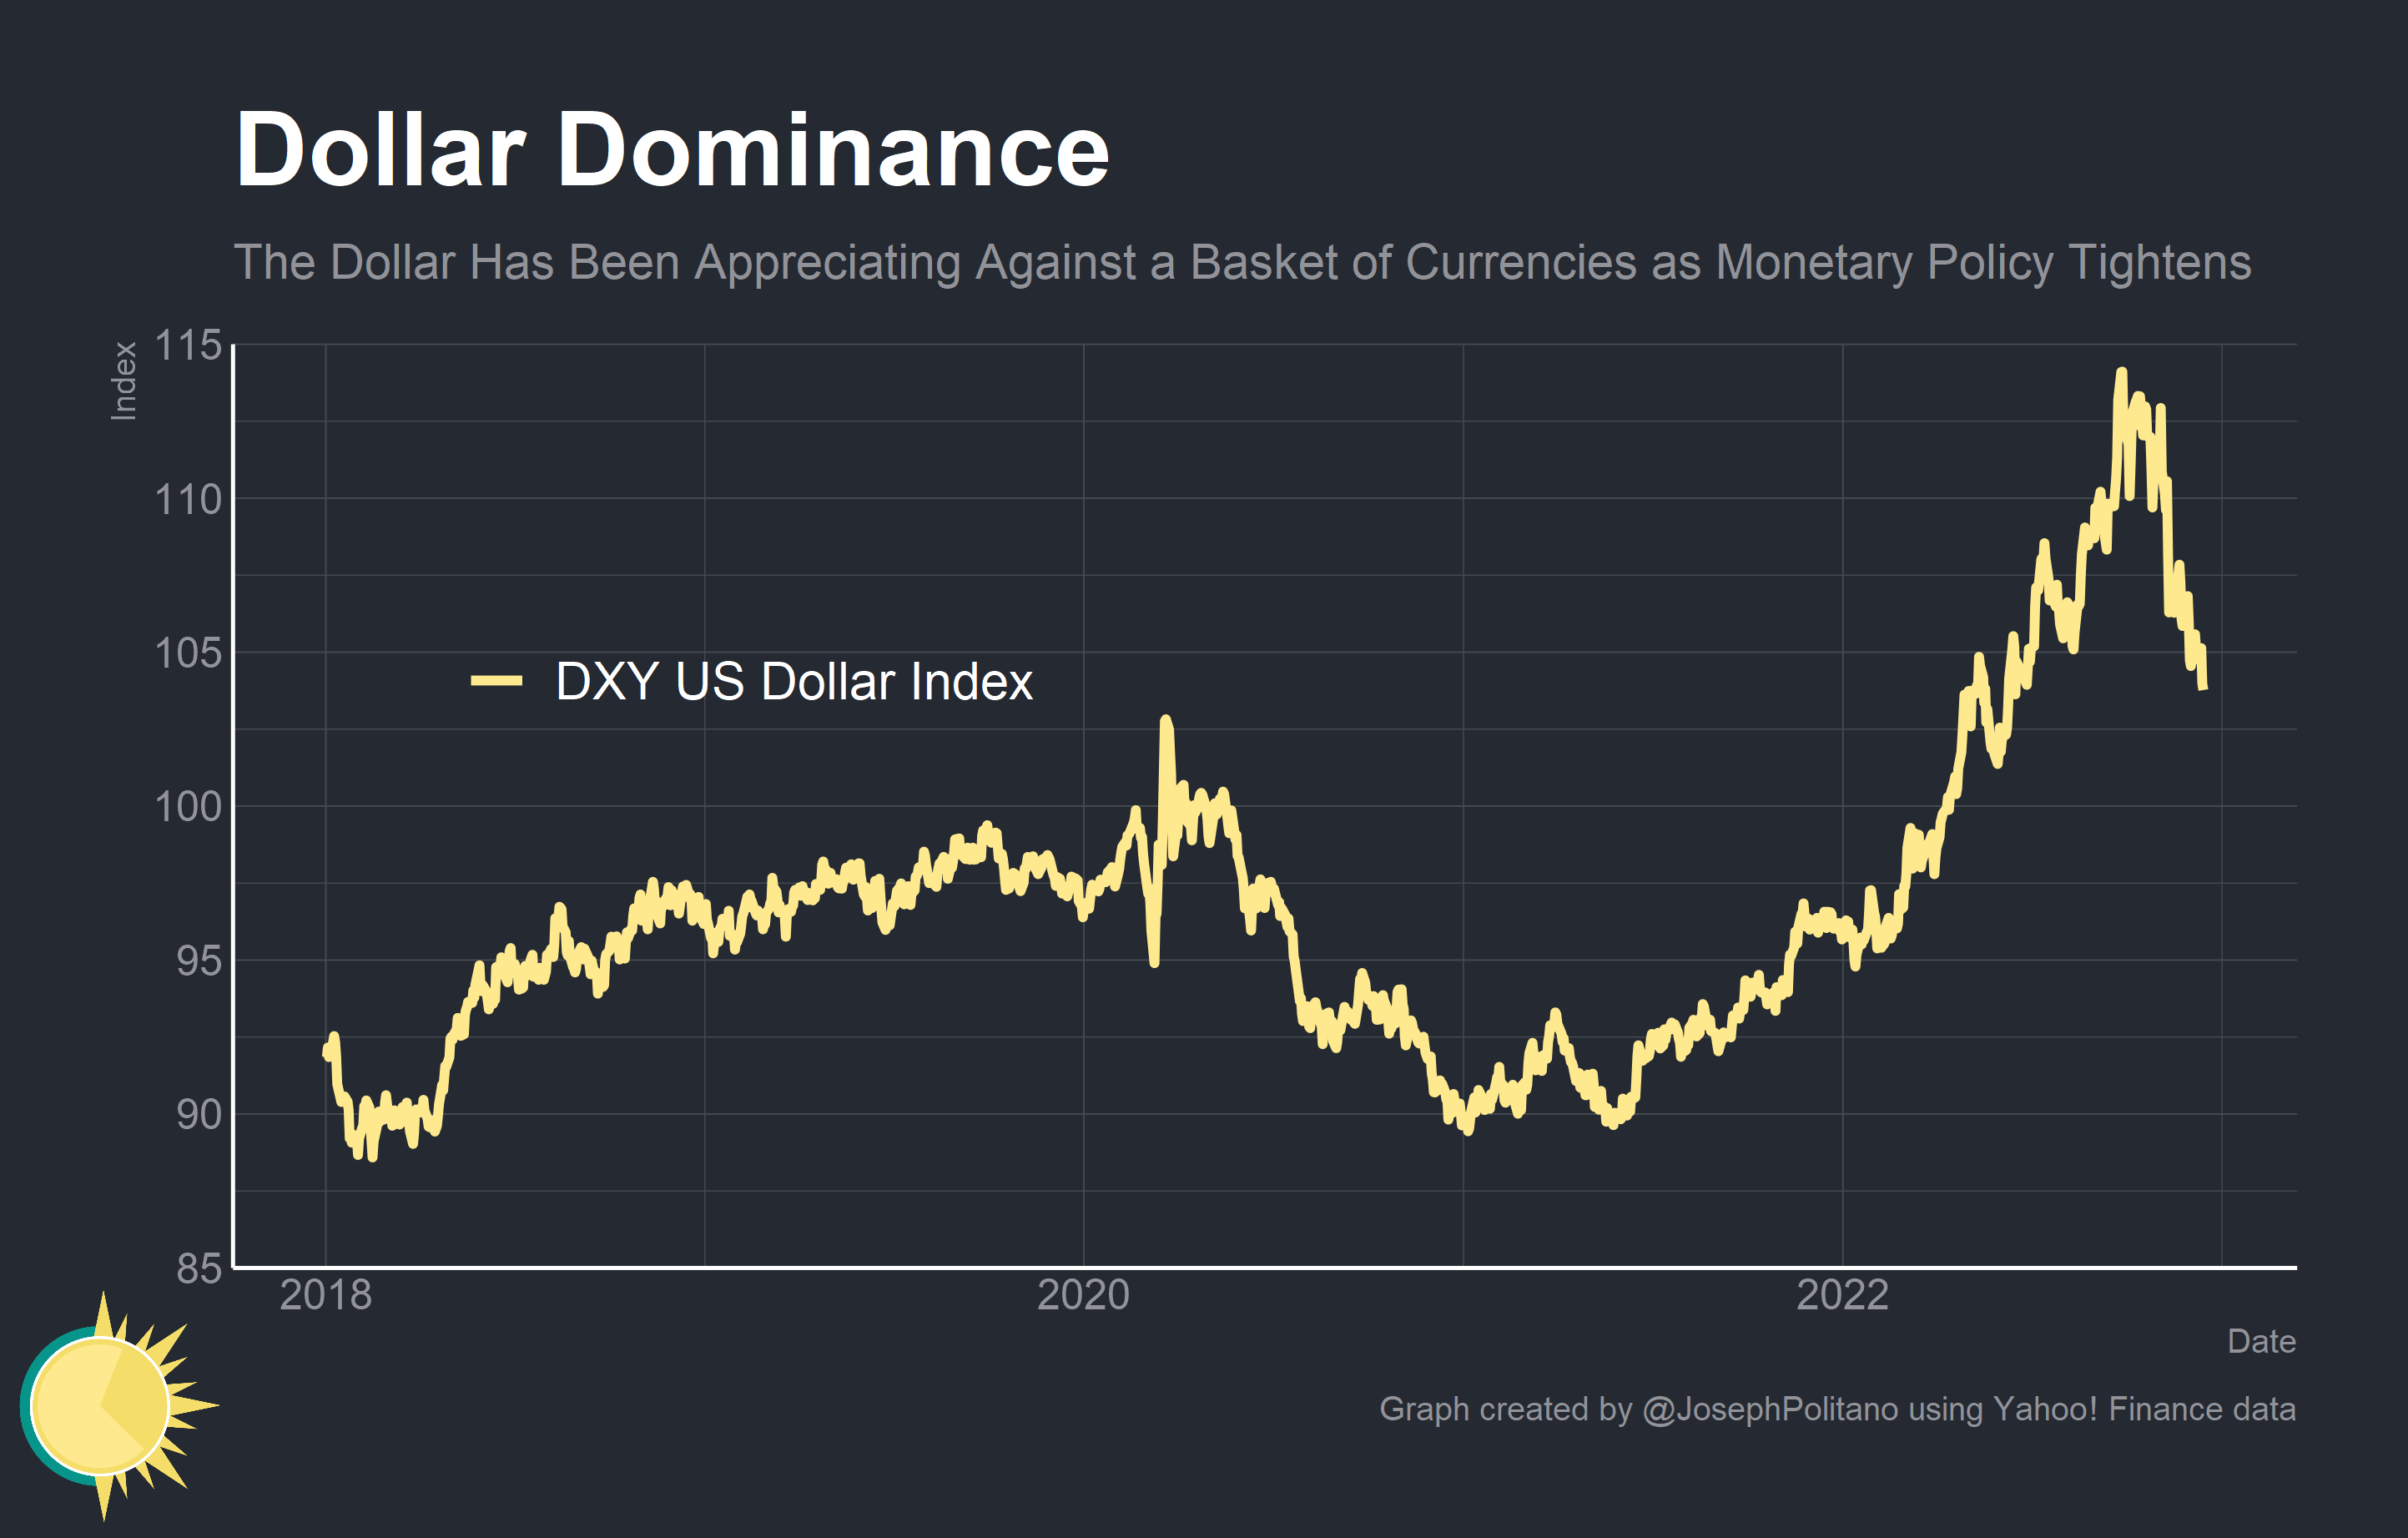 Dollar Dominance
The Dollar Has Been Appreciating Against a Basket of Currencies as Monetary Policy Tightens
Index
115
110
105
100
95
90
85
DXY US Dollar Index
2018
2020
2022
Date
Graph created by @JosephPolitano using Yahoo! Finance data